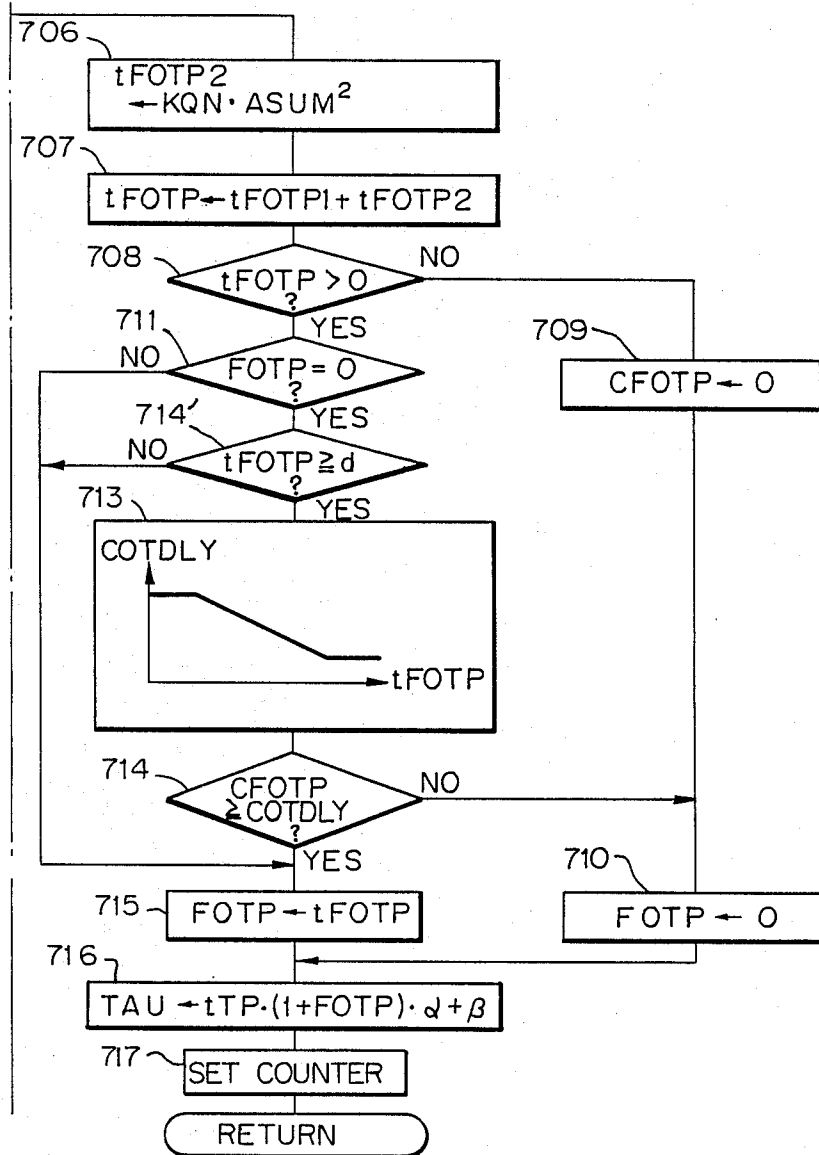 706
tFOTP2
←KQN·ASUM²
707
tFOTP←tFOTP1+tFOTP2
708
tFOTP>0
?
NO
YES
711
FOTP=0
?
NO
YES
709
CFOTP←0
714'
tFOTP≧d
?
NO
YES
713
COTDLY
tFOTP
714
CFOTP
≧COTDLY
?
NO
YES
715
FOTP←tFOTP
710
FOTP←0
716
TAU←tTP·(1+FOTP)·α+β
717
SET COUNTER
RETURN